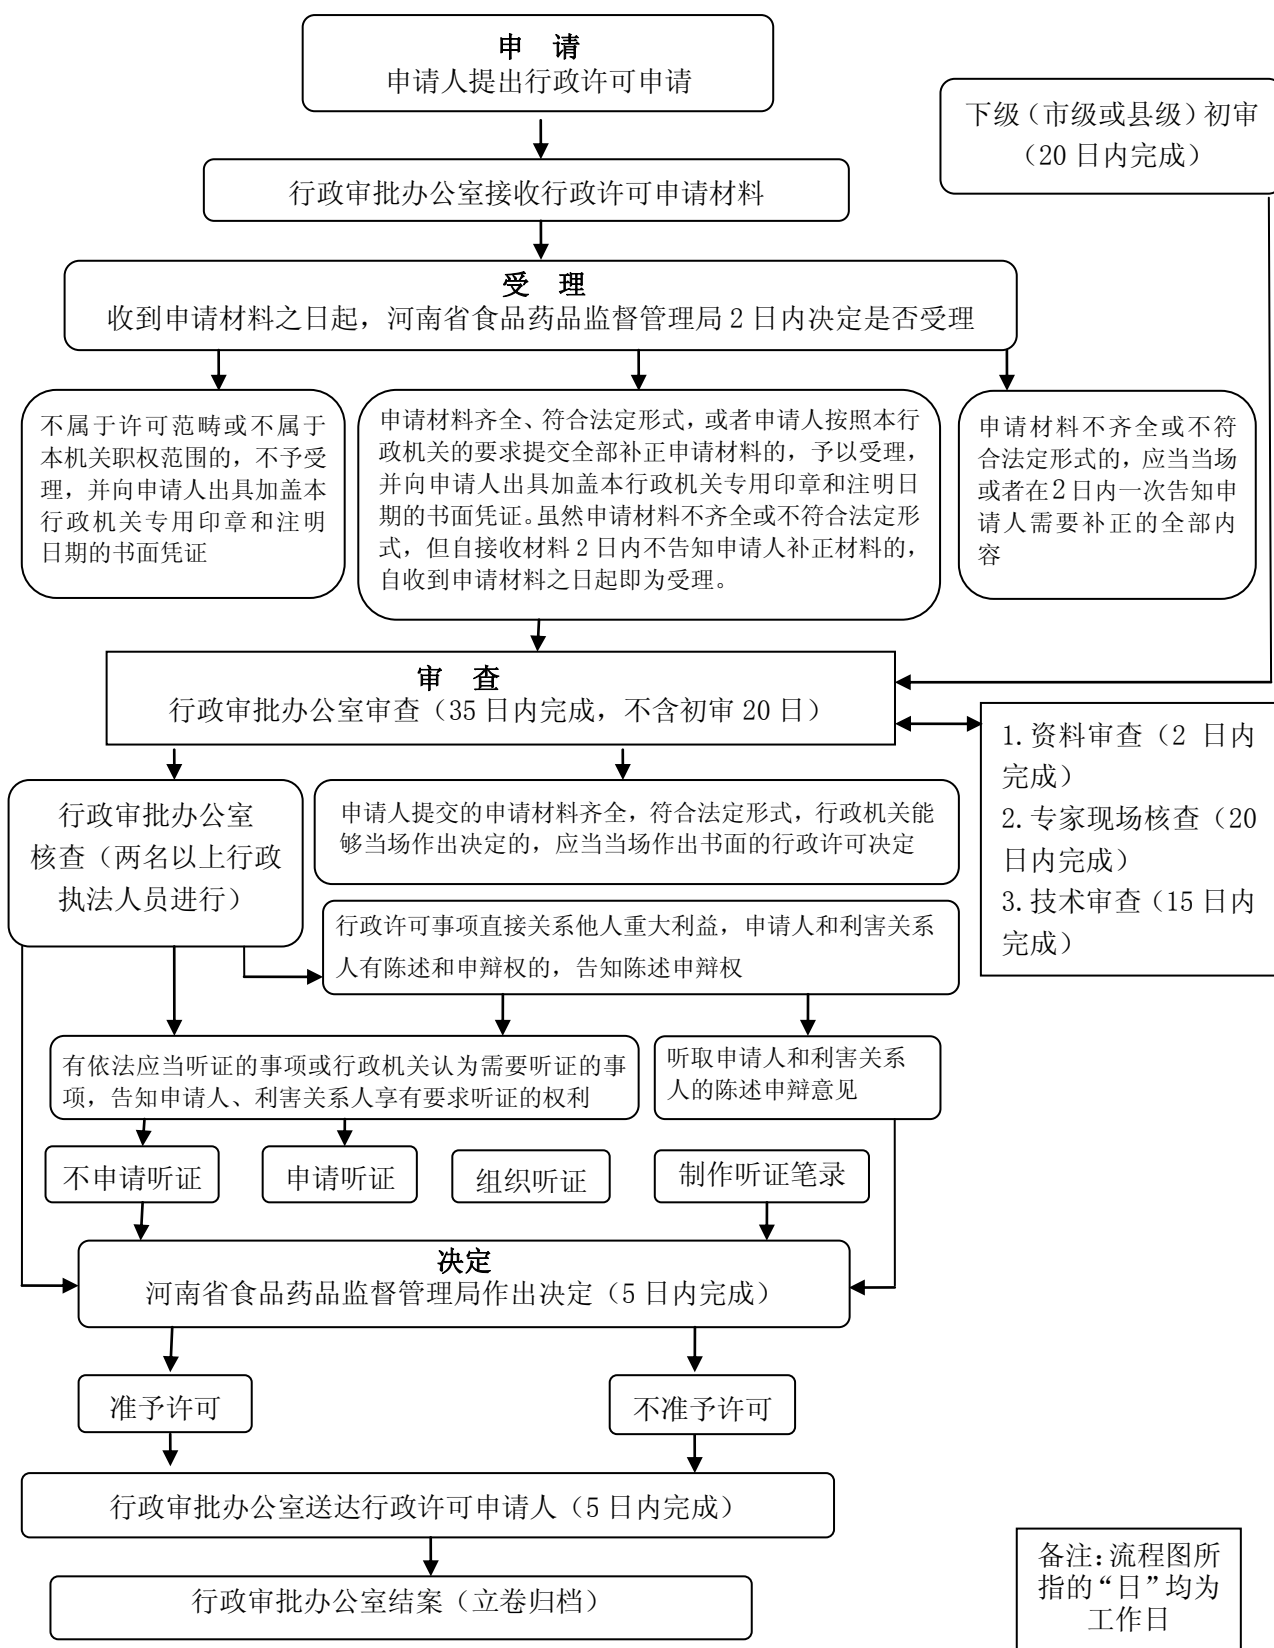 申 请
申请人提出行政许可申请
下级（市级或县级）初审
（20 日内完成）
行政审批办公室接收行政许可申请材料
受 理
收到申请材料之日起，河南省食品药品监督管理局 2 日内决定是否受理
不属于许可范畴或不属于
本机关职权范围的，不予受
理，并向申请人出具加盖本
行政机关专用印章和注明
日期的书面凭证
申请材料齐全、符合法定形式，或者申请人按照本行
政机关的要求提交全部补正申请材料的，予以受理，
并向申请人出具加盖本行政机关专用印章和注明日
期的书面凭证。虽然申请材料不齐全或不符合法定形
式，但自接收材料 2 日内不告知申请人补正材料的，
自收到申请材料之日起即为受理。
申请材料不齐全或不符
合法定形式的，应当当场
或者在2日内一次告知申
请人需要补正的全部内
容
审 查
行政审批办公室审查（35 日内完成，不含初审 20 日）
1.资料审查（2 日内
完成）
2.专家现场核查（20
日内完成）
3.技术审查（15 日内
完成）
行政审批办公室
核查（两名以上行政
执法人员进行）
申请人提交的申请材料齐全，符合法定形式，行政机关能
够当场作出决定的，应当当场作出书面的行政许可决定
行政许可事项直接关系他人重大利益，申请人和利害关系
人有陈述和申辩权的，告知陈述申辩权
有依法应当听证的事项或行政机关认为需要听证的事
项，告知申请人、利害关系人享有要求听证的权利
听取申请人和利害关系
人的陈述申辩意见
不申请听证
申请听证
组织听证
制作听证笔录
决定
河南省食品药品监督管理局作出决定（5 日内完成）
准予许可
不准予许可
行政审批办公室送达行政许可申请人（5 日内完成）
行政审批办公室结案（立卷归档）
备注：流程图所
指的“日”均为
工作日